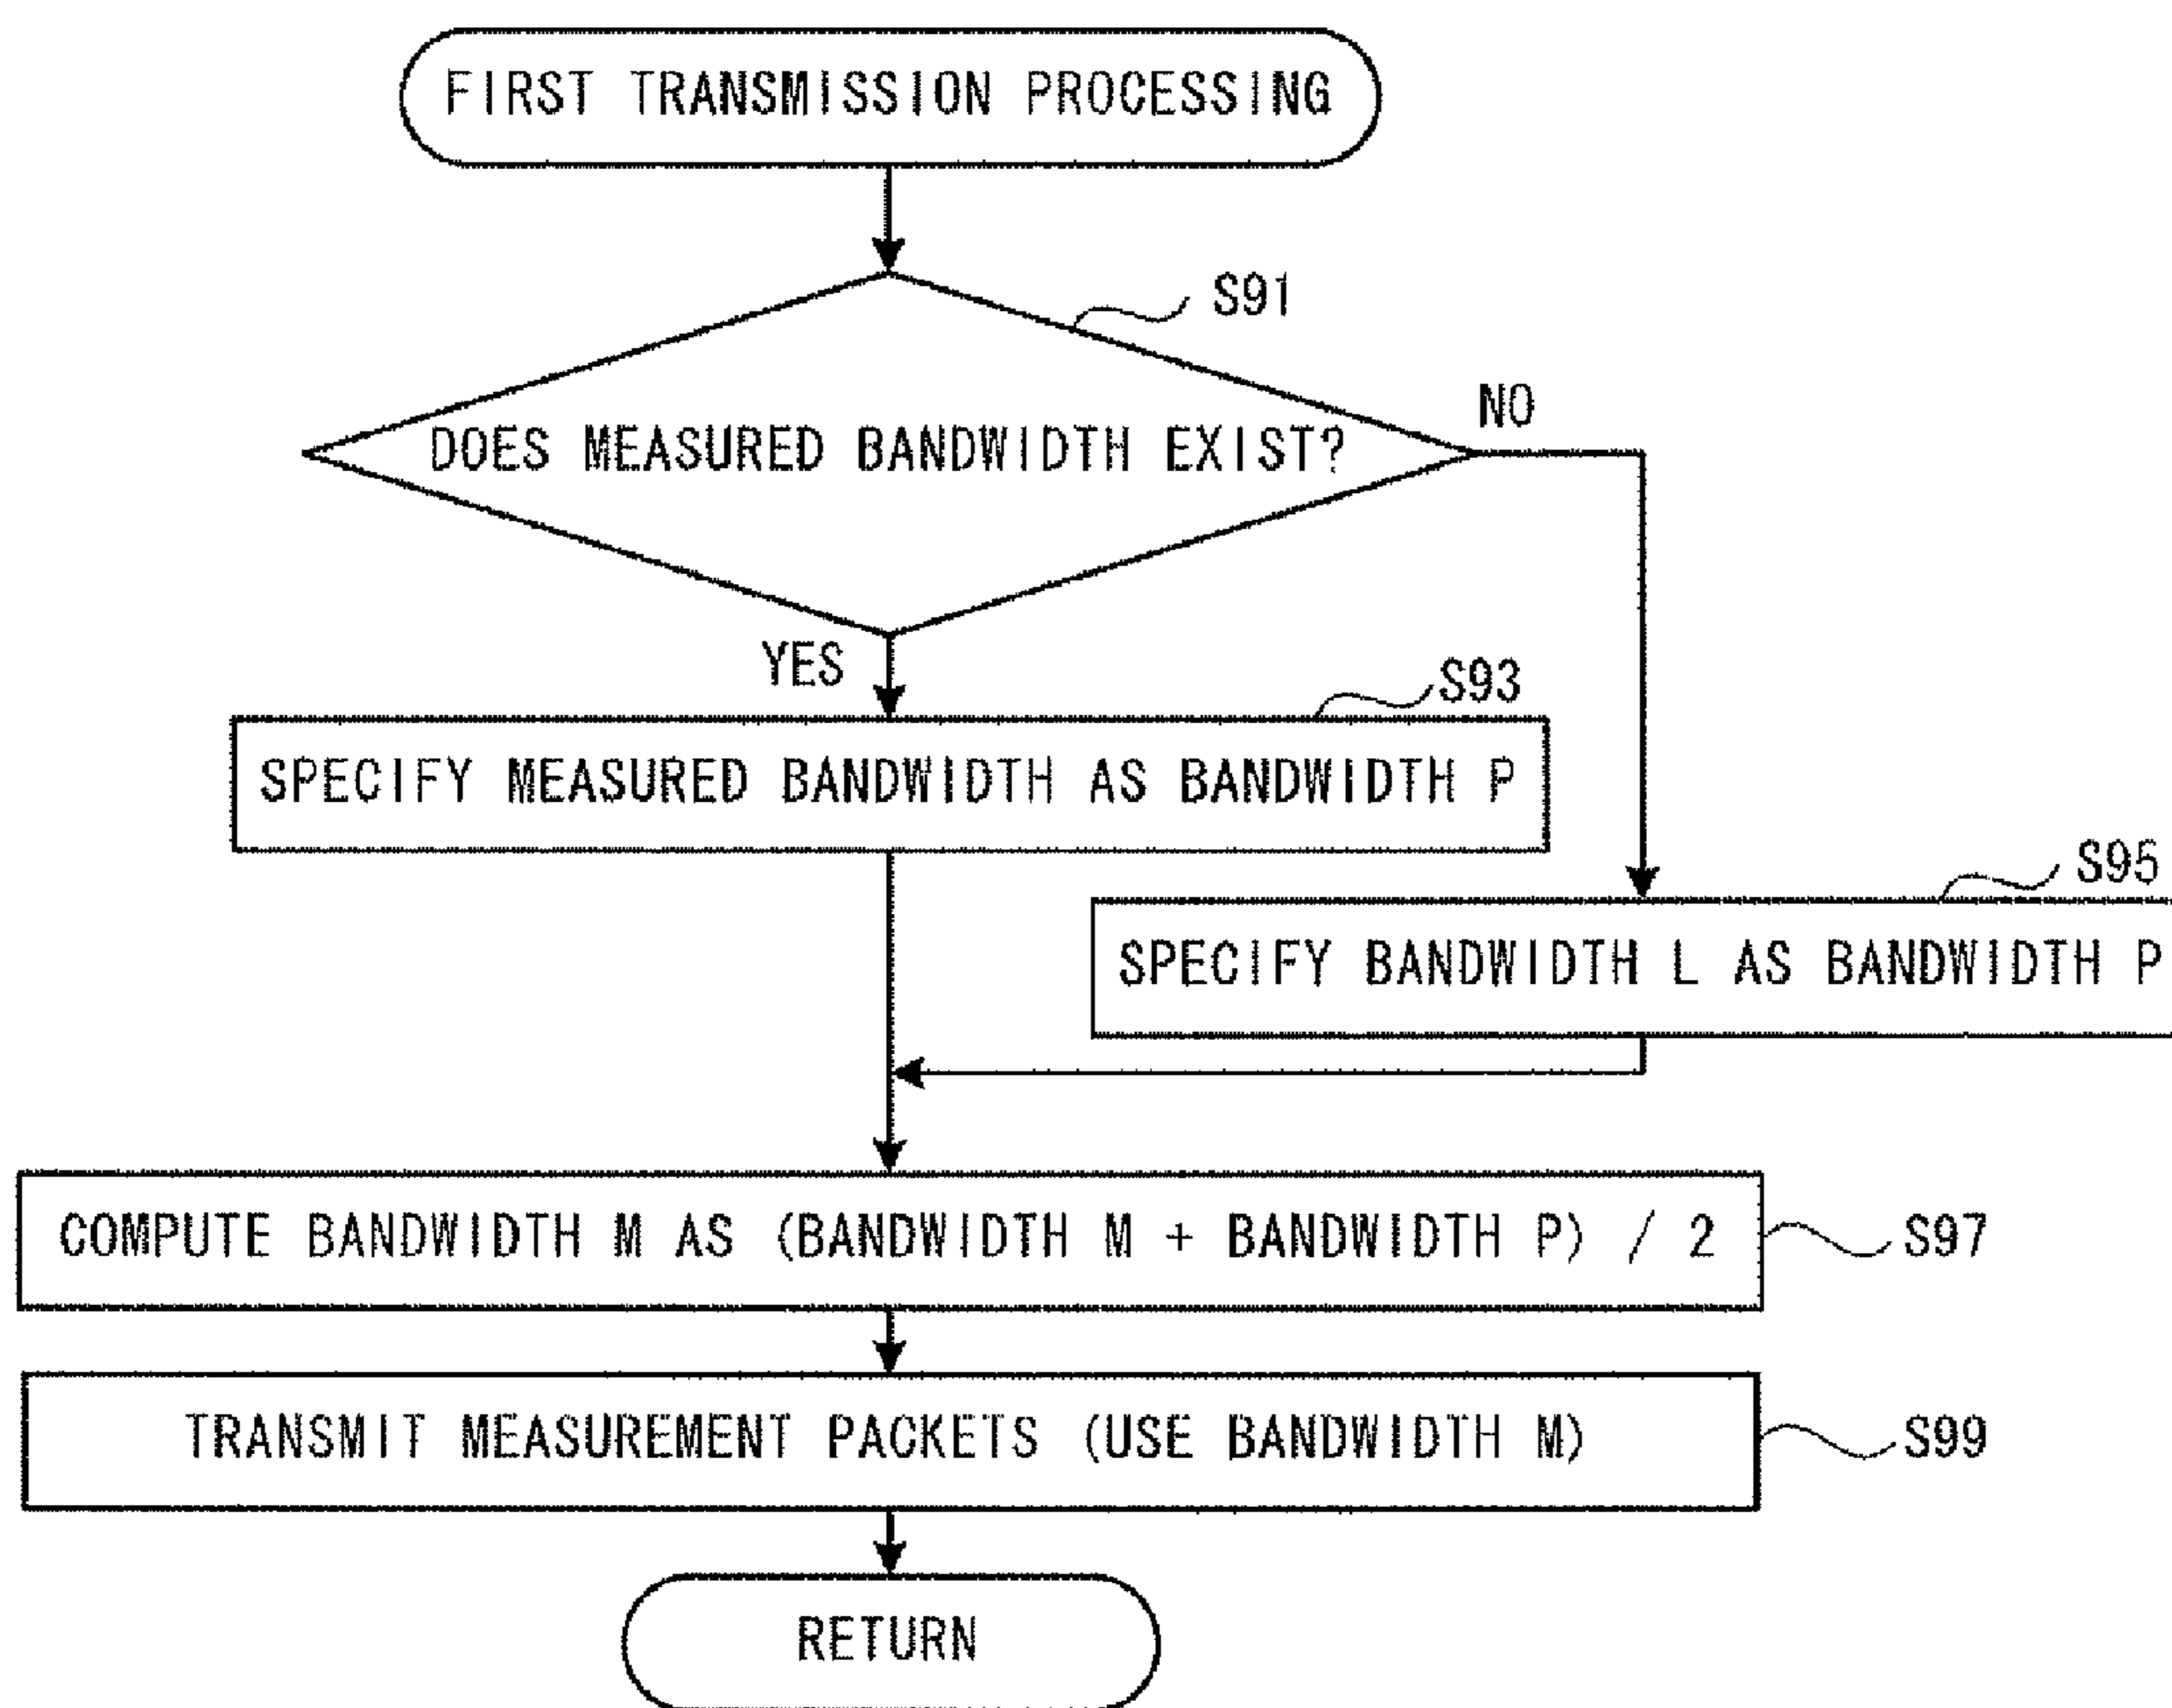 FIRST TRANSMISSION PROCESSING
S91
NO
DOES MEASURED BANDWIDTH EXIST?
YES
S93
SPECIFY MEASURED BANDWIDTH AS BANDWIDTH P
S95
SPECIFY BANDWIDTH L AS BANDWIDTH P
COMPUTE BANDWIDTH M AS (BANDWIDTH M + BANDWIDTH P) / 2
S97
TRANSMIT MEASUREMENT PACKETS (USE BANDWIDTH M)
S99
RETURN